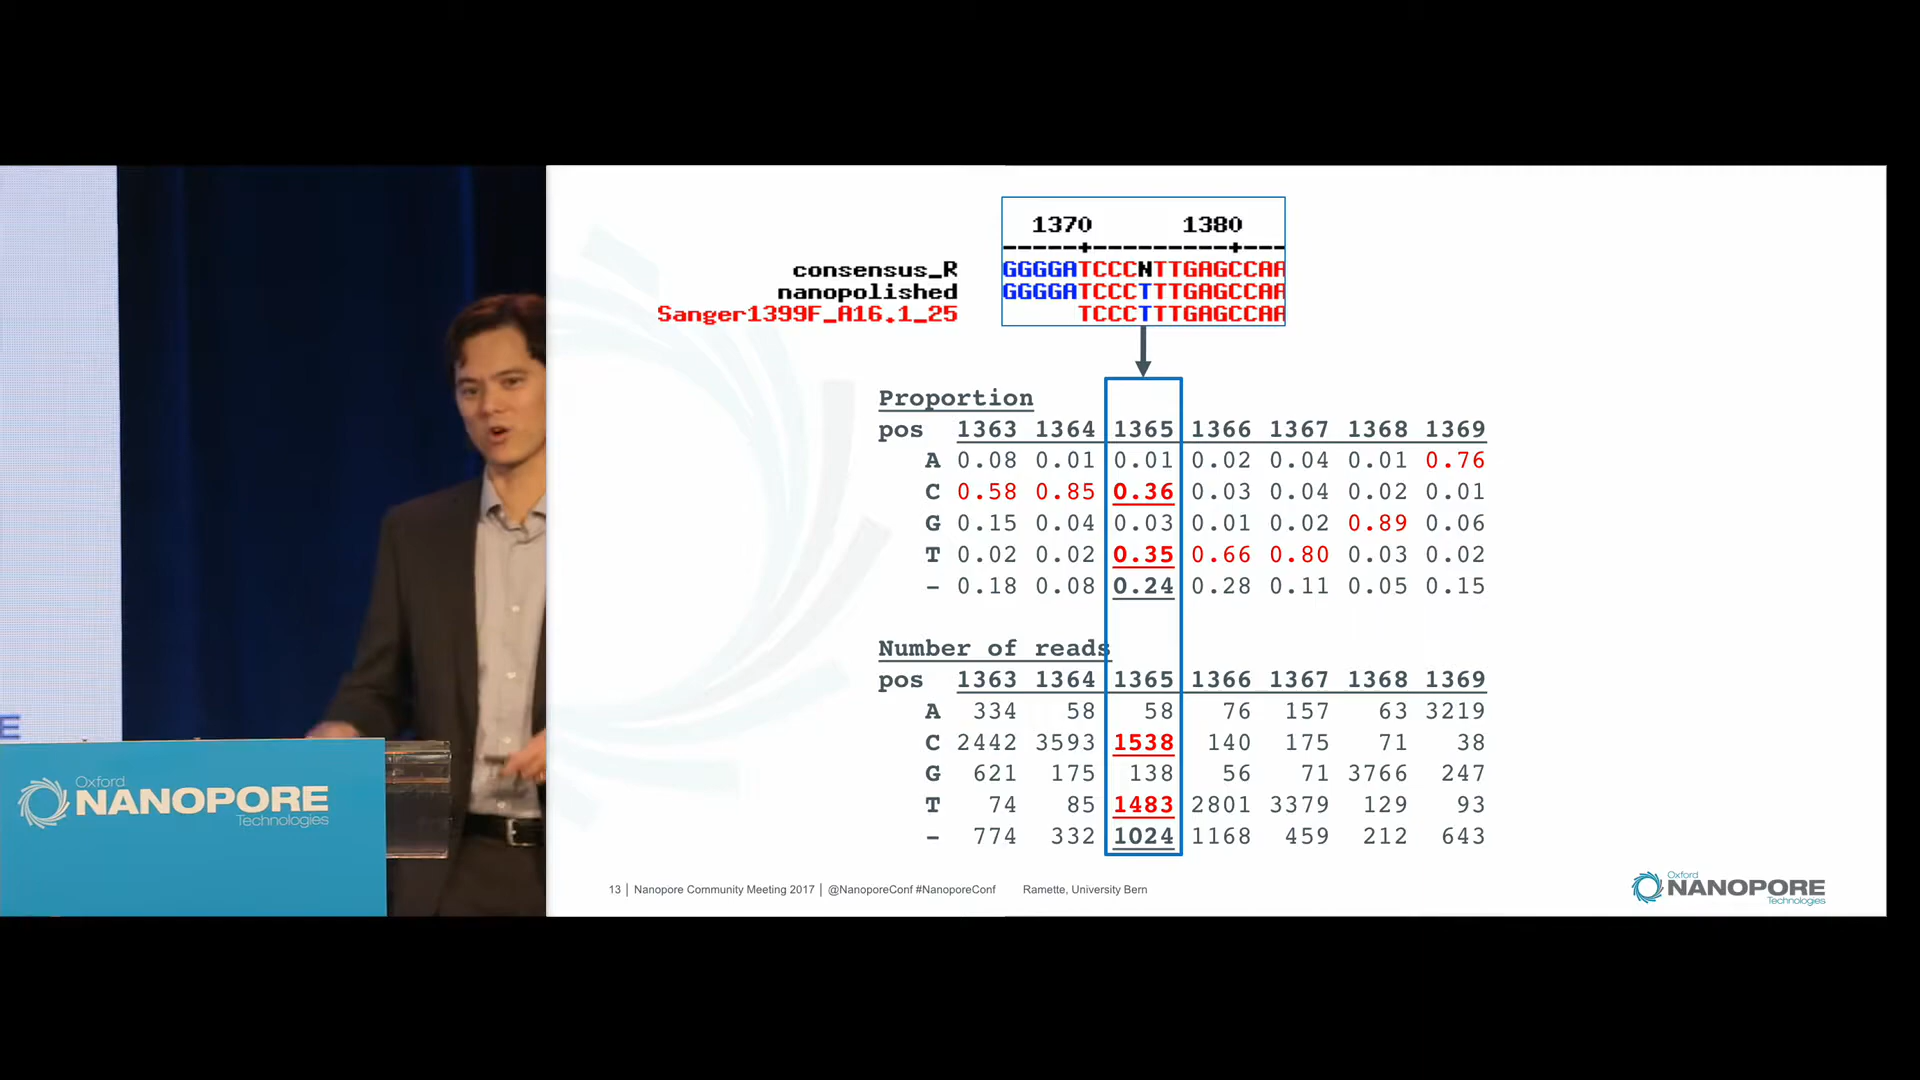 1370 1380
consensus_R GGGGATCCCNTTGAGCCAA
nanopolished GGGGATCCCTTTGAGCCAA
Sanger1399F_A16.1_25 TCCCTTTGAGCCAA
Proportion
pos 1363 1364 1365 1366 1367 1368 1369
A 0.08 0.01 0.01 0.02 0.04 0.01 0.76
C 0.58 0.85 0.36 0.03 0.04 0.02 0.01
G 0.15 0.04 0.03 0.01 0.02 0.89 0.06
T 0.02 0.02 0.35 0.66 0.80 0.03 0.02
- 0.18 0.08 0.24 0.28 0.11 0.05 0.15
Number of reads
pos 1363 1364 1365 1366 1367 1368 1369
A 334 58 58 76 157 63 3219
C 2442 3593 1538 140 175 71 38
G 621 175 138 56 71 3766 247
T 74 85 1483 2801 3379 129 93
- 774 332 1024 1168 459 212 643
13 | Nanopore Community Meeting 2017 | @NanoporeConf #NanoporeConf Ramette, University Bern
Oxford
NANOPORE
Technologies
E
Oxford
NANOPORE
Technologies